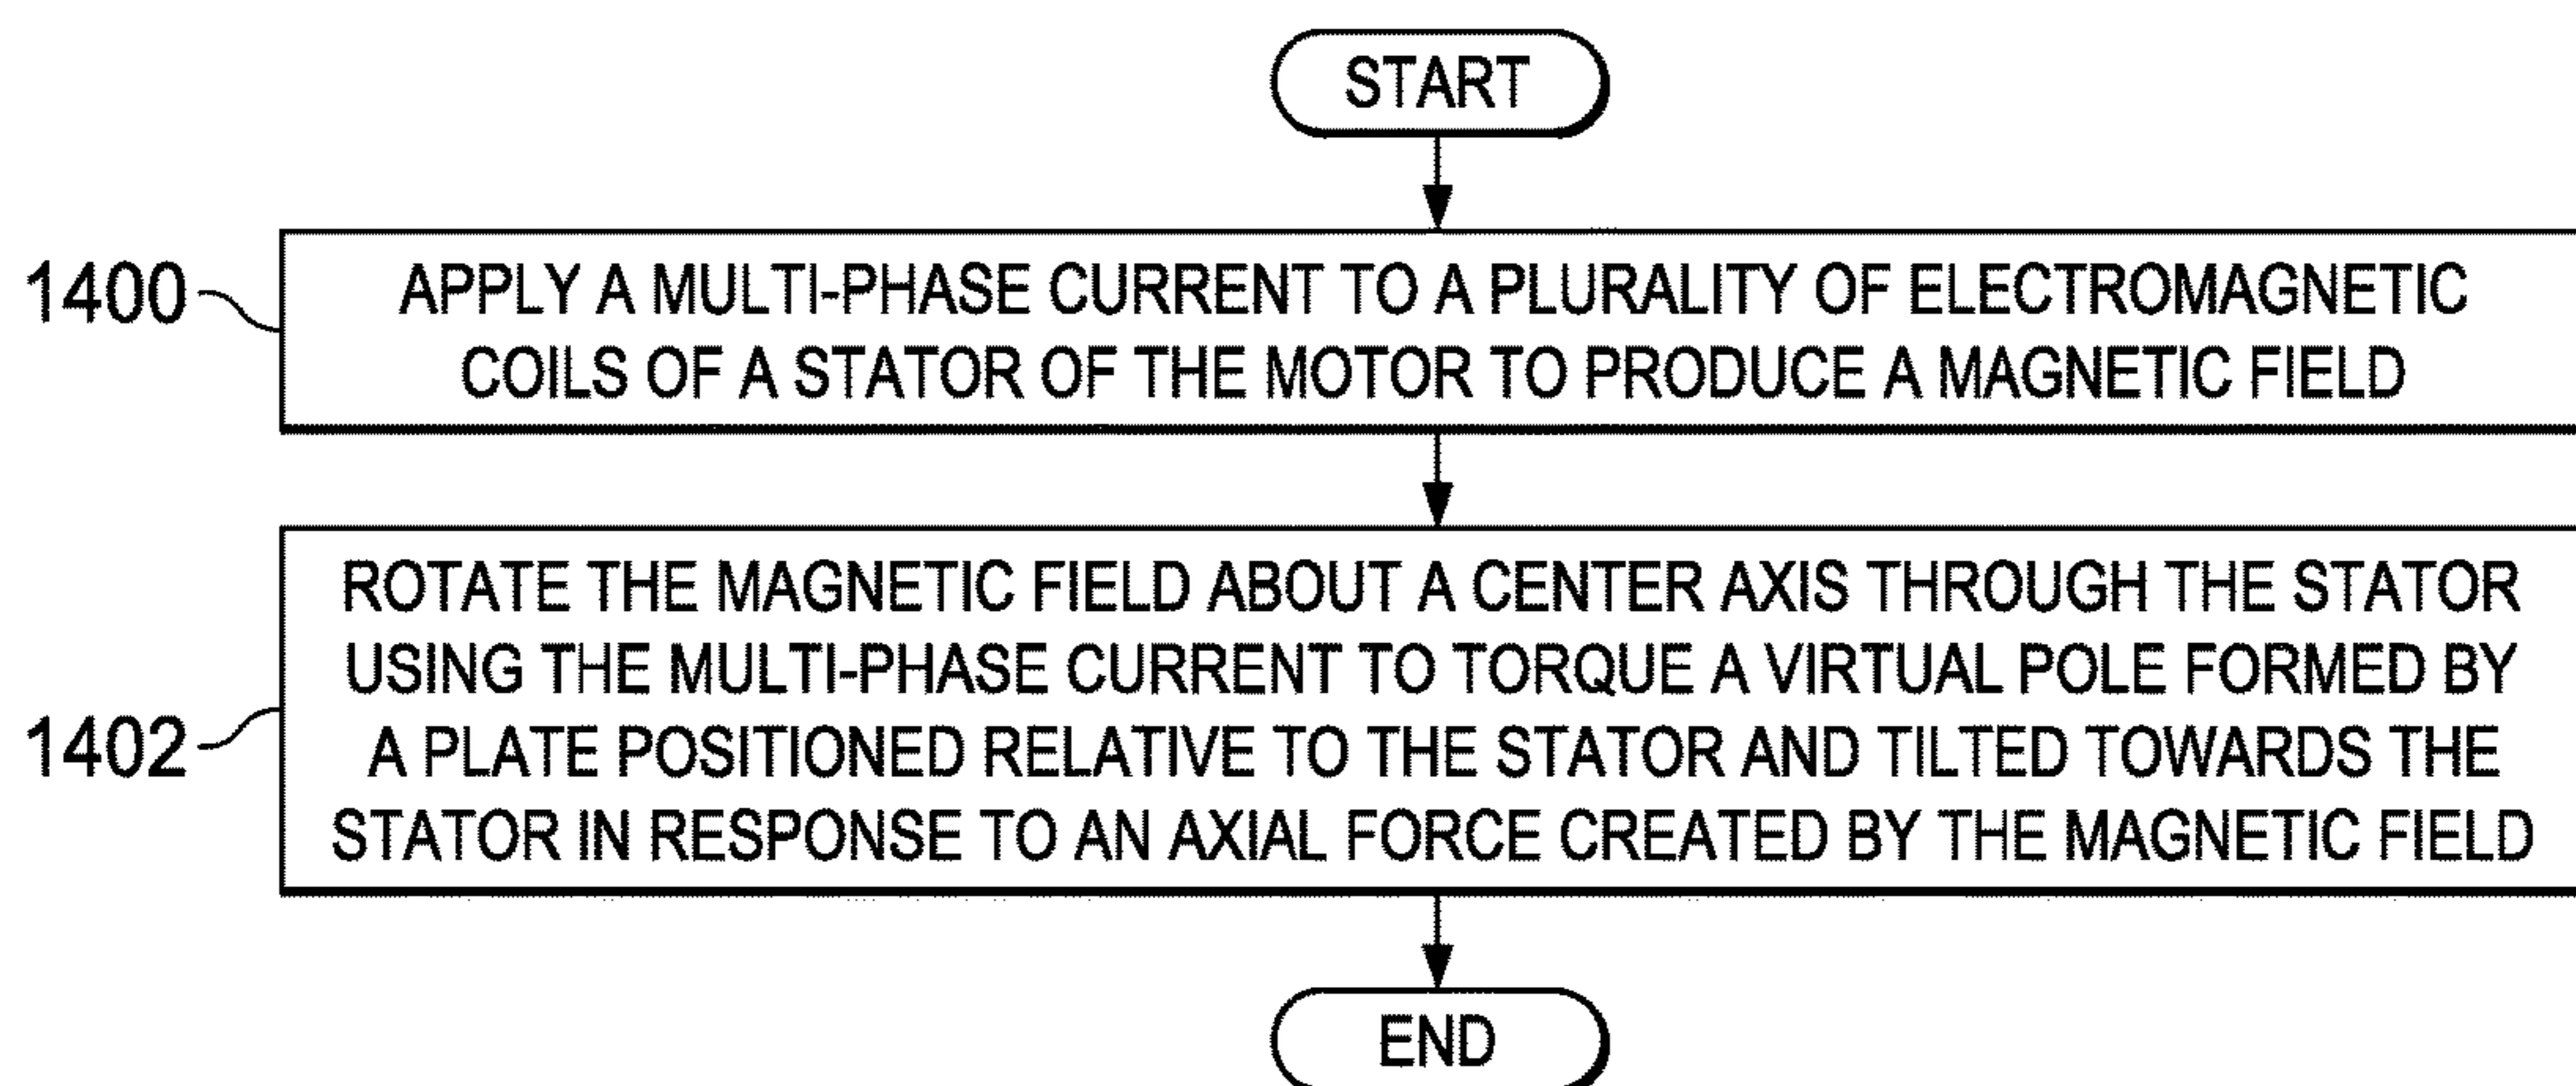 START
1400
APPLY A MULTI-PHASE CURRENT TO A PLURALITY OF ELECTROMAGNETIC
COILS OF A STATOR OF THE MOTOR TO PRODUCE A MAGNETIC FIELD
1402
ROTATE THE MAGNETIC FIELD ABOUT A CENTER AXIS THROUGH THE STATOR
USING THE MULTI-PHASE CURRENT TO TORQUE A VIRTUAL POLE FORMED BY
A PLATE POSITIONED RELATIVE TO THE STATOR AND TILTED TOWARDS THE
STATOR IN RESPONSE TO AN AXIAL FORCE CREATED BY THE MAGNETIC FIELD
END